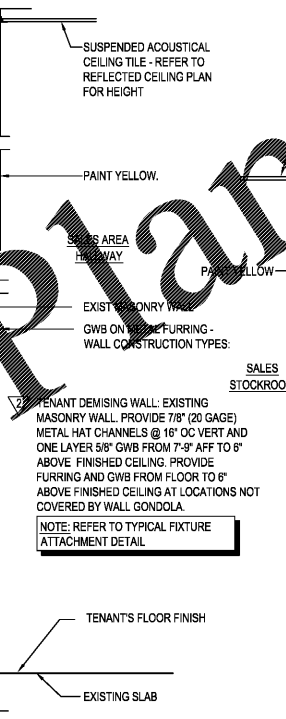 SUSPENDED ACOUSTICAL
CEILING TILE - REFER TO
REFLECTED CEILING PLAN
FOR HEIGHT
PAINT YELLOW.
SALES AREA
HALLWAY
PAINT YELLOW
EXIST MASONRY WALL
GWB ON METAL FURRING -
WALL CONSTRUCTION TYPES:
SALES
2 TENANT DEMISING WALL: EXISTING
MASONRY WALL. PROVIDE 7/8" (20 GAGE)
METAL HAT CHANNELS @ 16" OC VERT AND
ONE LAYER 5/8" GWB FROM 7'-9" AFF TO 6"
ABOVE FINISHED CEILING. PROVIDE
FURRING AND GWB FROM FLOOR TO 6"
ABOVE FINISHED CEILING AT LOCATIONS NOT
COVERED BY WALL GONDOLA.
NOTE: REFER TO TYPICAL FIXTURE
ATTACHMENT DETAIL
TENANT'S FLOOR FINISH
EXISTING SLAB
Plan